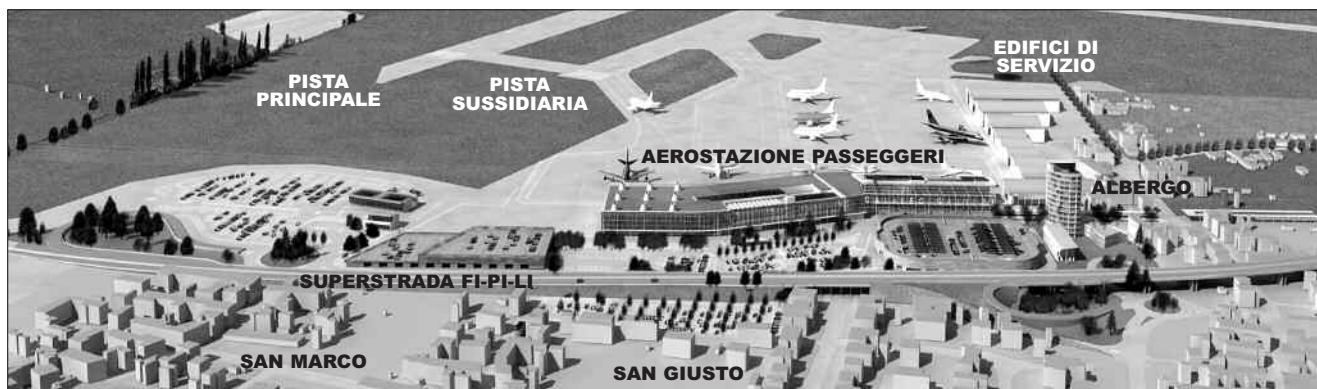 EDIFICI DI
SERVIZIO
PISTA
PRINCIPALE
PISTA
SUSSIDIARIA
AEROSTAZIONE PASSEGGERI
ALBERGO
SUPERSTRADA FI-PI-LI
SAN MARCO
SAN GIUSTO